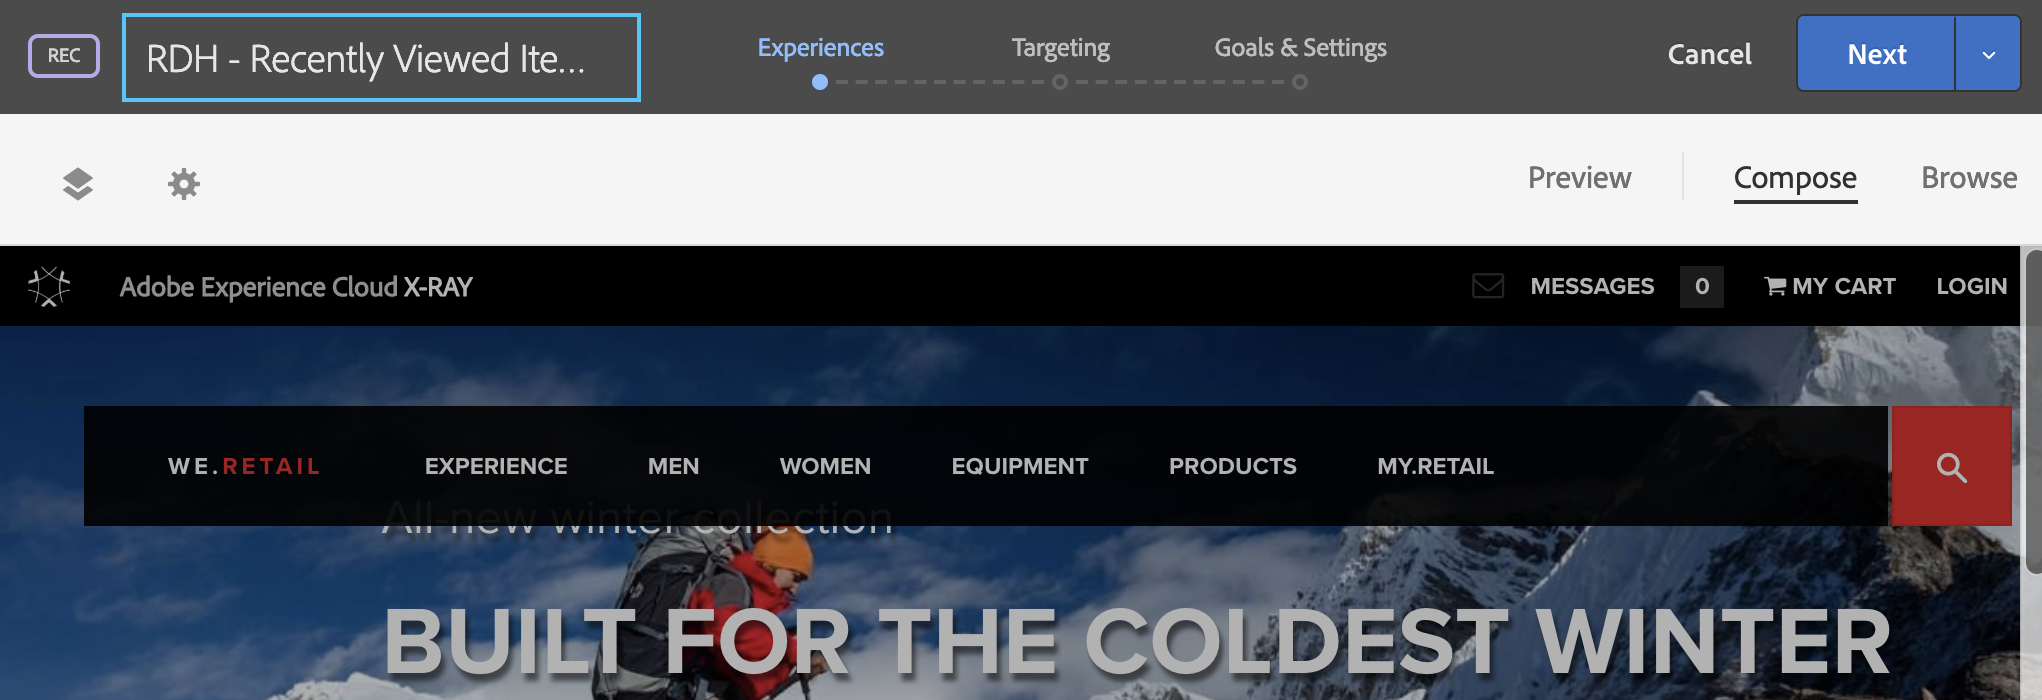 REC RDH - Recently Viewed Ite... Experiences Targeting Goals & Settings Cancel Next
Preview Compose Browse
Adobe Experience Cloud X-RAY MESSAGES 0 MY CART LOGIN
WE.RETAIL EXPERIENCE MEN WOMEN EQUIPMENT PRODUCTS MY.RETAIL
All-new winter collection
BUILT FOR THE COLDEST WINTER